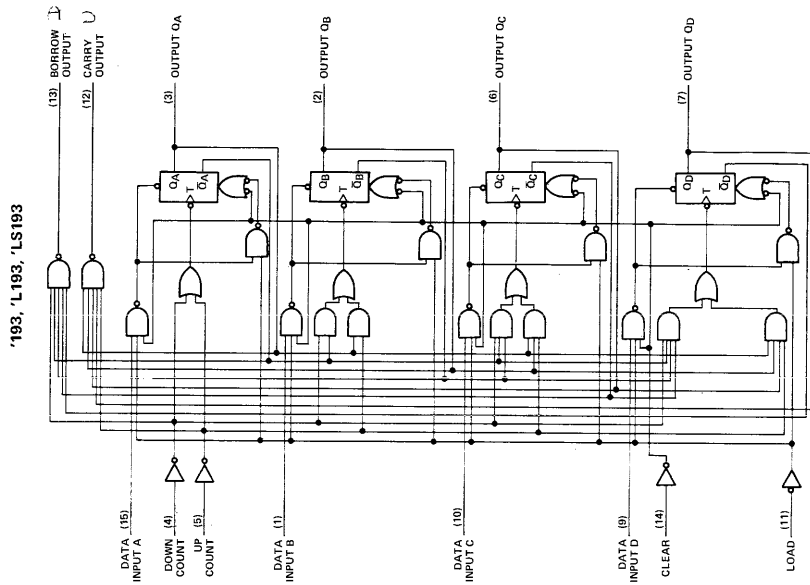 '193, 'L193, 'LS193
(13) BORROW OUTPUT D
(12) CARRY OUTPUT U
(3) OUTPUT QA
(2) OUTPUT QB
(6) OUTPUT QC
(7) OUTPUT QD
QA
T
Q̅A
QB
T
Q̅B
QC
T
Q̅C
QD
T
Q̅D
DATA INPUT A (15)
DOWN COUNT (4)
UP COUNT (5)
DATA INPUT B (1)
DATA INPUT C (10)
DATA INPUT D (9)
CLEAR (14)
LOAD (11)